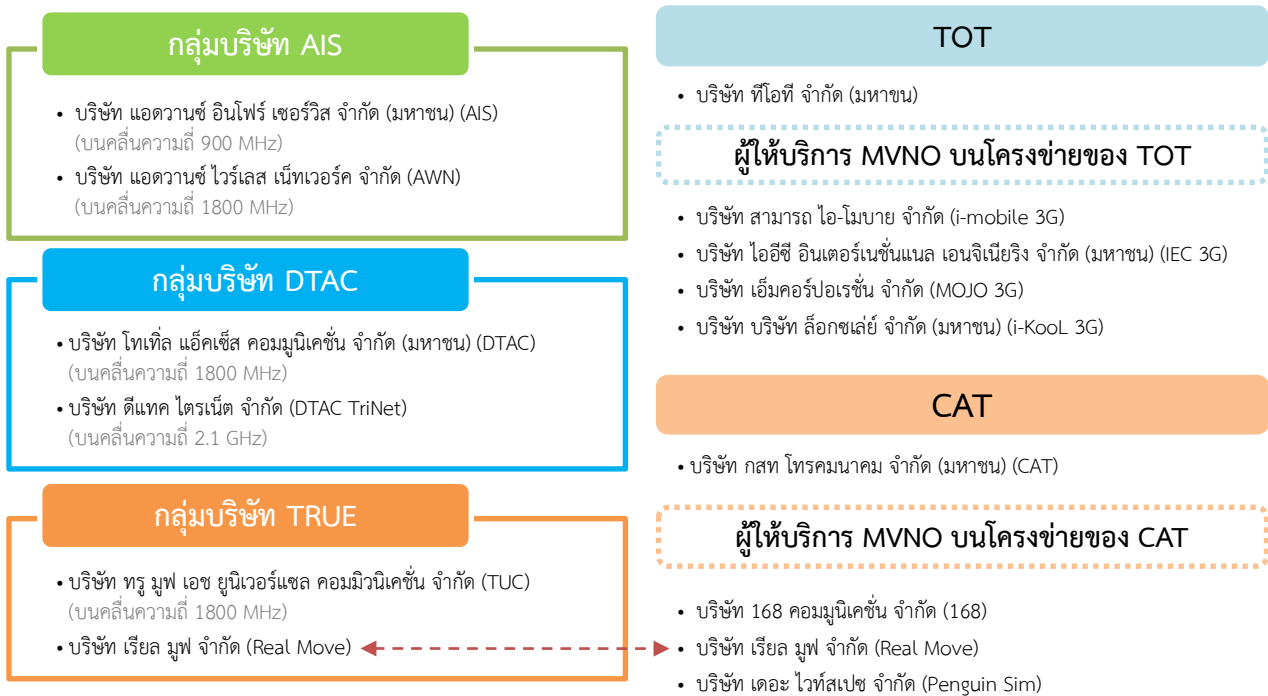 กลุ่มบริษัท AIS
• บริษัท แอดวานซ์ อินโฟร์ เซอร์วิส จำกัด (มหาชน) (AIS)
(บนคลื่นความถี่ 900 MHz)
• บริษัท แอดวานซ์ ไวร์เลส เน็ทเวอร์ค จำกัด (AWN)
(บนคลื่นความถี่ 1800 MHz)
กลุ่มบริษัท DTAC
• บริษัท โทเทิ่ล แอ็คเซ็ส คอมมูนิเคชั่น จำกัด (มหาชน) (DTAC)
(บนคลื่นความถี่ 1800 MHz)
• บริษัท ดีแทค ไตรเน็ต จำกัด (DTAC TriNet)
(บนคลื่นความถี่ 2.1 GHz)
กลุ่มบริษัท TRUE
• บริษัท ทรู มูฟ เอช ยูนิเวอร์แซล คอมมิวนิเคชั่น จำกัด (TUC)
(บนคลื่นความถี่ 1800 MHz)
• บริษัท เรียล มูฟ จำกัด (Real Move)
TOT
• บริษัท ทีโอที จำกัด (มหาขน)
ผู้ให้บริการ MVNO บนโครงข่ายของ TOT
• บริษัท สามารถ ไอ-โมบาย จำกัด (i-mobile 3G)
• บริษัท ไออีซี อินเตอร์เนชั่นแนล เอนจิเนียริง จำกัด (มหาชน) (IEC 3G)
• บริษัท เอ็มคอร์ปอเรชั่น จำกัด (MOJO 3G)
• บริษัท บริษัท ล็อกซเล่ย์ จำกัด (มหาชน) (i-KooL 3G)
CAT
• บริษัท กสท โทรคมนาคม จำกัด (มหาชน) (CAT)
ผู้ให้บริการ MVNO บนโครงข่ายของ CAT
• บริษัท 168 คอมมูนิเคชั่น จำกัด (168)
• บริษัท เรียล มูฟ จำกัด (Real Move)
• บริษัท เดอะ ไวท์สเปซ จำกัด (Penguin Sim)